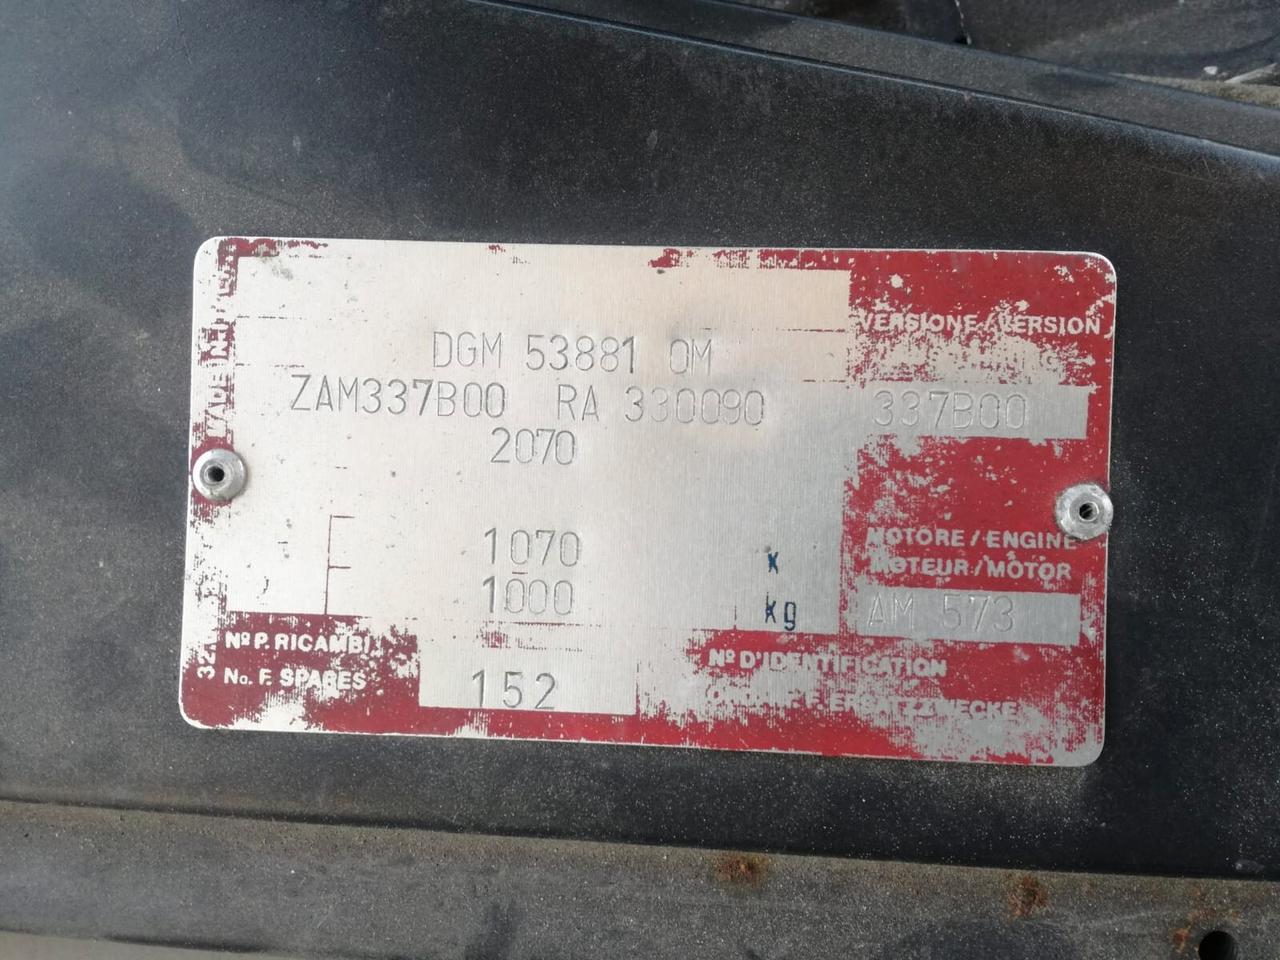 VERSIONE/VERSION
DGM 53881 OM
ZAM337B00 RA 330090
337B00
2070
MOTORE/ENGINE
MOTEUR/MOTOR
1070
x
1000
kg
AM 573
MADE IN
Nº P. RICAMBI
No. F. SPARES
152
Nº D'IDENTIFICATION